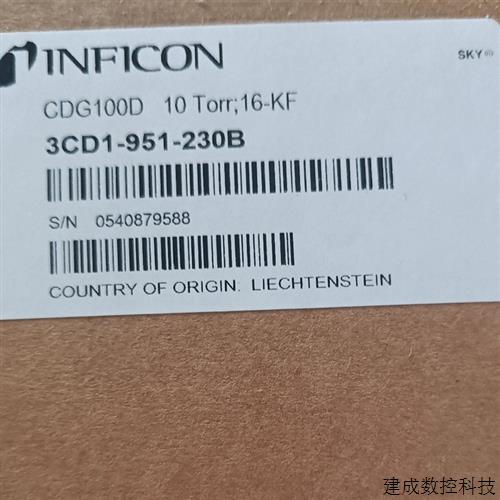 INFICON
SKY®
CDG100D 10 Torr;16-KF
3CD1-951-230B
S/N 0540879588
COUNTRY OF ORIGIN: LIECHTENSTEIN
建成数控科技